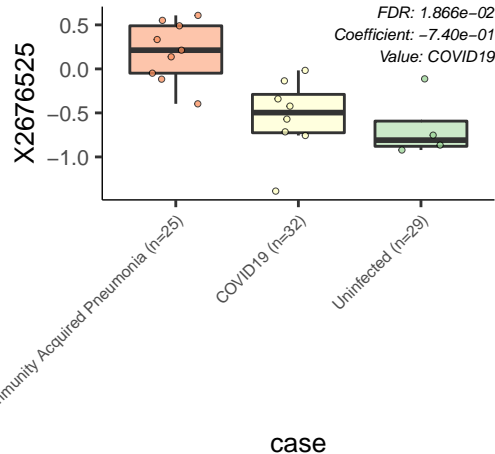 FDR: 1.866e−02
Coefficient: −7.40e−01
Value: COVID19
X2676525
0.5
0.0
−0.5
−1.0
Acquired Pneumonia (n=25)
COVID19 (n=32)
Uninfected (n=29)
case